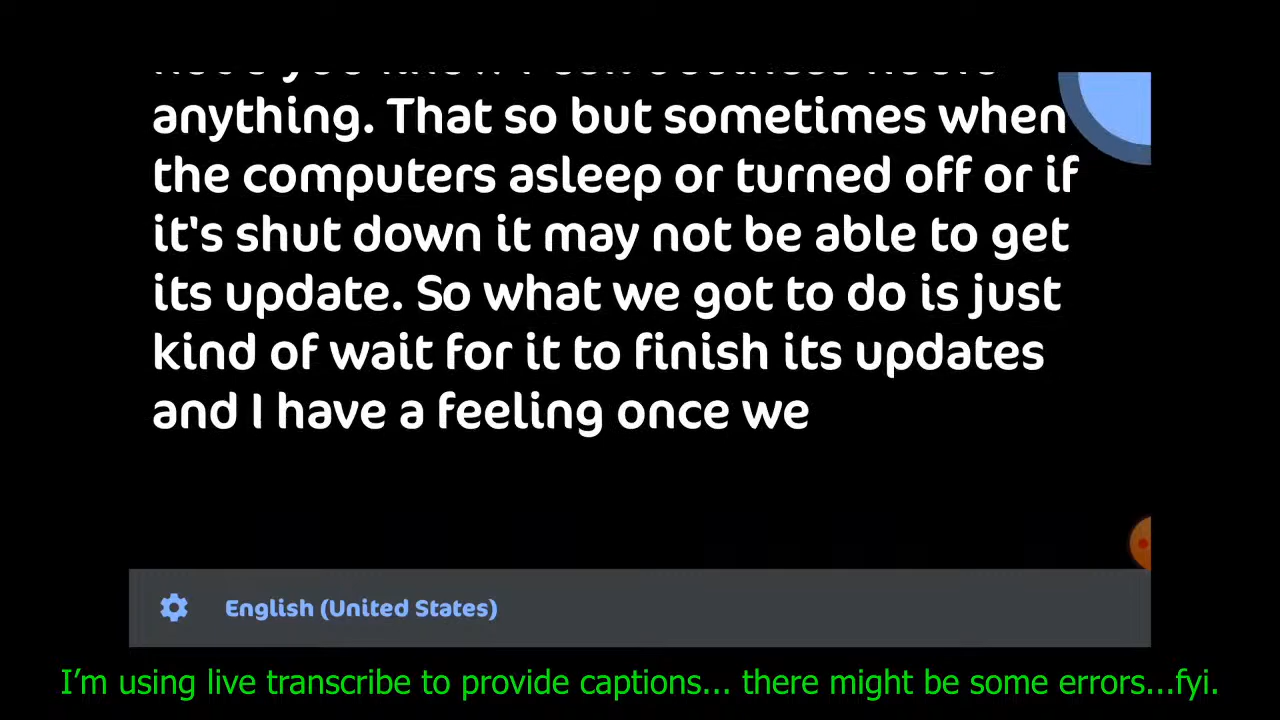 anything. That so but sometimes when
the computers asleep or turned off or if
it's shut down it may not be able to get
its update. So what we got to do is just
kind of wait for it to finish its updates
and I have a feeling once we
English (United States)
I’m using live transcribe to provide captions... there might be some errors...fyi.